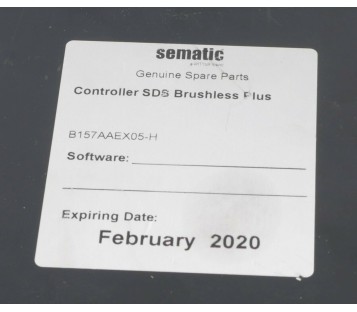 sematic
Genuine Spare Parts
Controller SDS Brushless Plus
B157AAEX05-H
Software:
Expiring Date:
February 2020